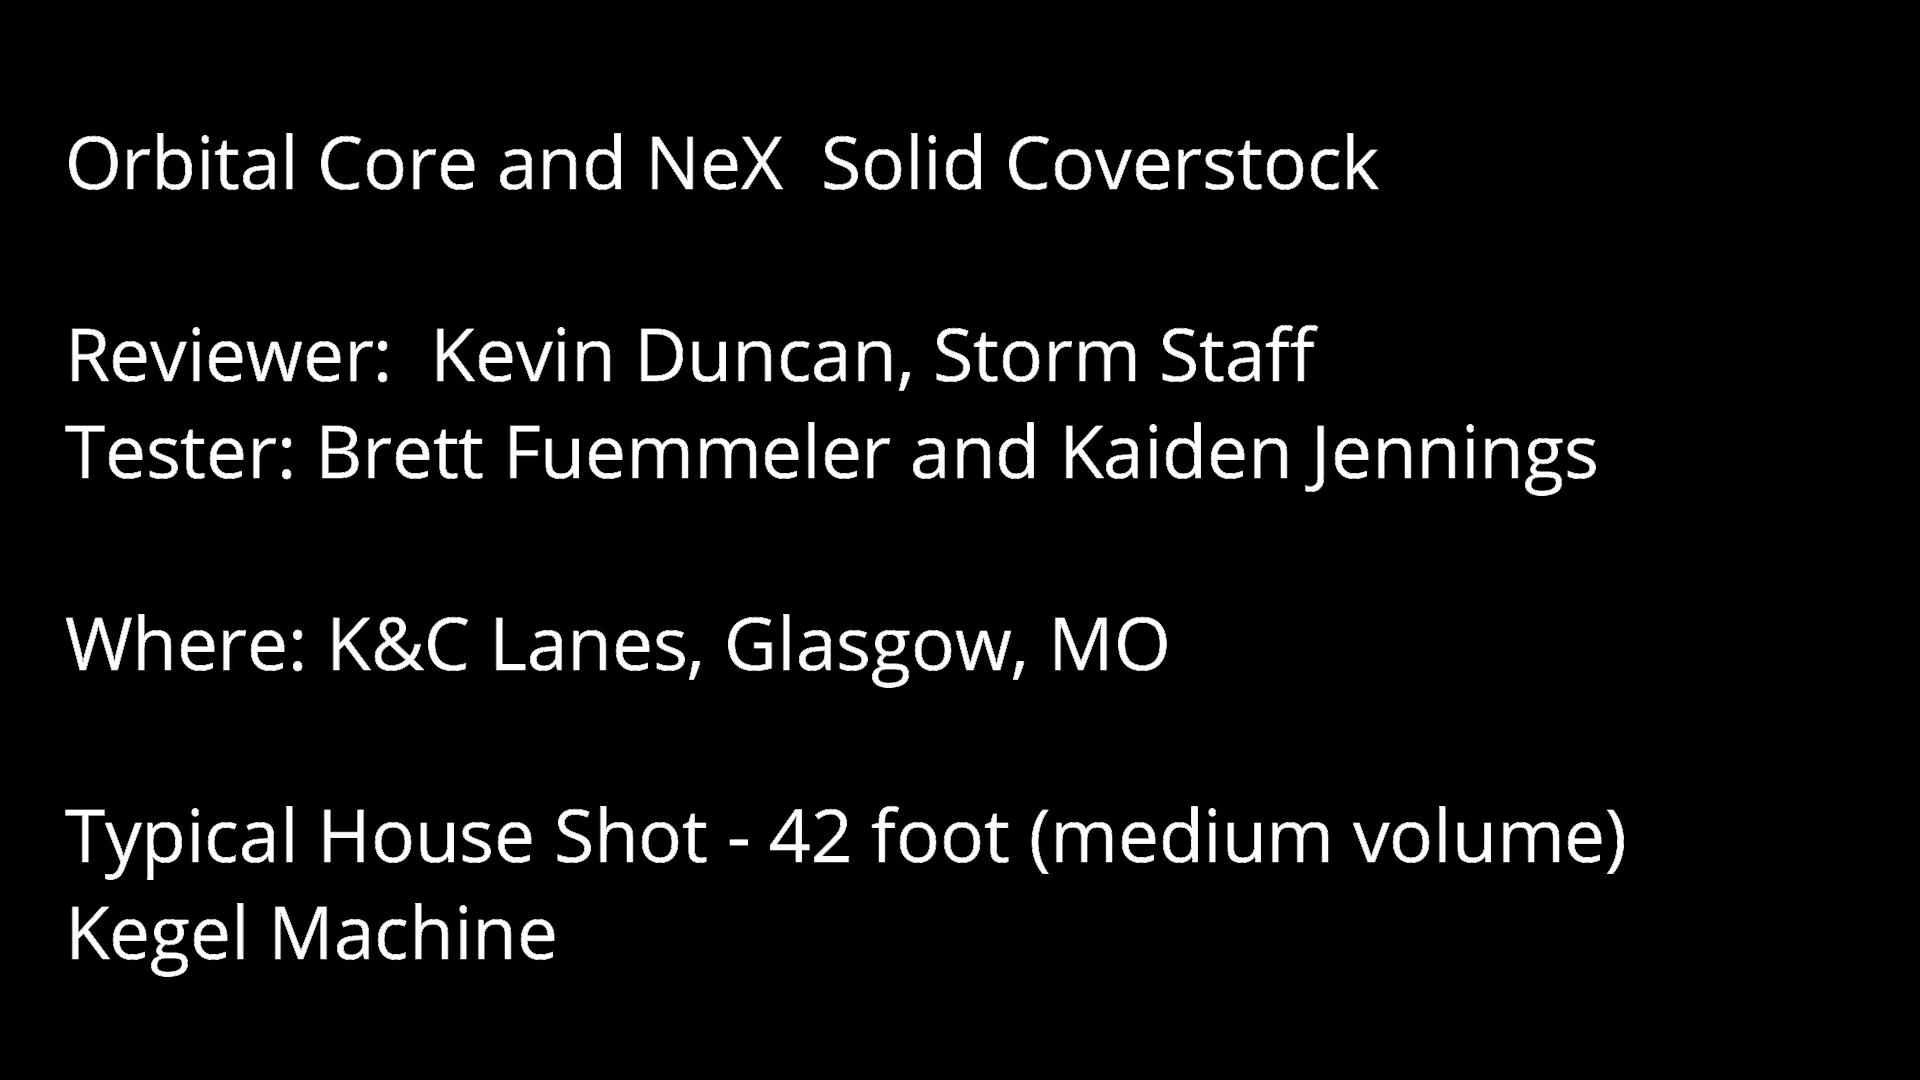 Orbital Core and NeX  Solid Coverstock
Reviewer:  Kevin Duncan, Storm Staff
Tester: Brett Fuemmeler and Kaiden Jennings
Where: K&C Lanes, Glasgow, MO
Typical House Shot - 42 foot (medium volume)
Kegel Machine